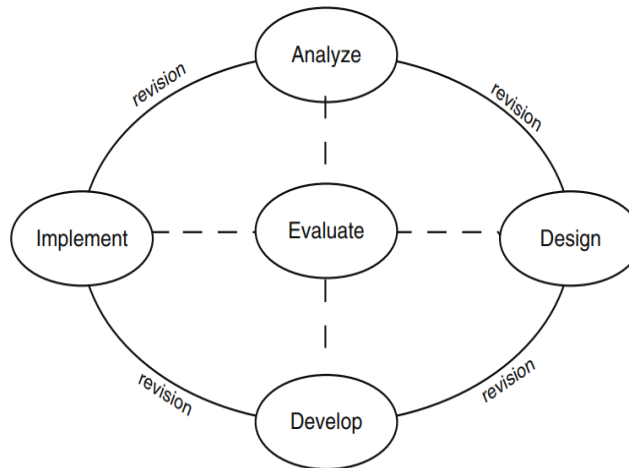 Analyze
revision
revision
Implement
Evaluate
Design
revision
revision
Develop